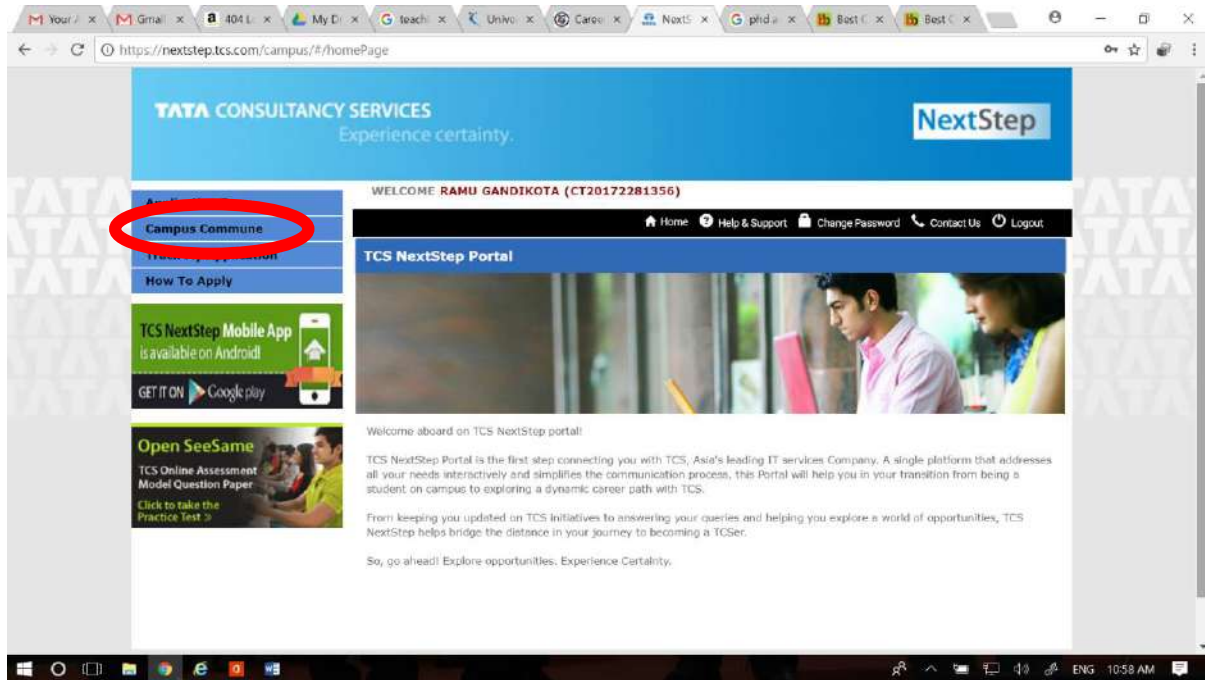 Your A
Gmail
404 L
My Dr
teachi
Unive
Caree
NextS
phd a
Best C
Best C
https://nextstep.tcs.com/campus/#/homePage
TATA CONSULTANCY SERVICES
Experience certainty.
NextStep
WELCOME RAMU GANDIKOTA (CT20172281356)
Campus Commune
How To Apply
Home Help & Support Change Password Contact Us Logout
TCS NextStep Portal
TCS NextStep Mobile App
is available on Android!
GET IT ON Google play
Open SeeSame
TCS Online Assessment
Model Question Paper
Click to take the
Practice Test >
Welcome aboard on TCS NextStep portal!
TCS NextStep Portal is the first step connecting you with TCS, Asia's leading IT services Company. A single platform that addresses
all your needs interactively and simplifies the communication process, this Portal will help you in your transition from being a
student on campus to exploring a dynamic career path with TCS.
From keeping you updated on TCS initiatives to answering your queries and helping you explore a world of opportunities, TCS
NextStep helps bridge the distance in your journey to becoming a TCSer.
So, go ahead! Explore opportunities. Experience Certainty.
ENG 10:58 AM